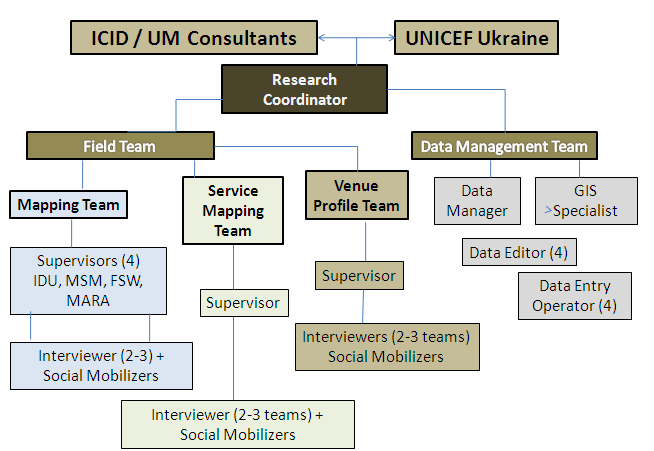 ICID / UM Consultants
UNICEF Ukraine
Research
Coordinator
Field Team
Data Management Team
Mapping Team
Service
Mapping
Team
Venue
Profile Team
Data
Manager
GIS
>Specialist
Supervisors (4)
IDU, MSM, FSW,
MARA
Supervisor
Supervisor
Data Editor (4)
Data Entry
Operator (4)
Interviewer (2-3) +
Social Mobilizers
Interviewers (2-3 teams)
Social Mobilizers
Interviewer (2-3 teams) +
Social Mobilizers